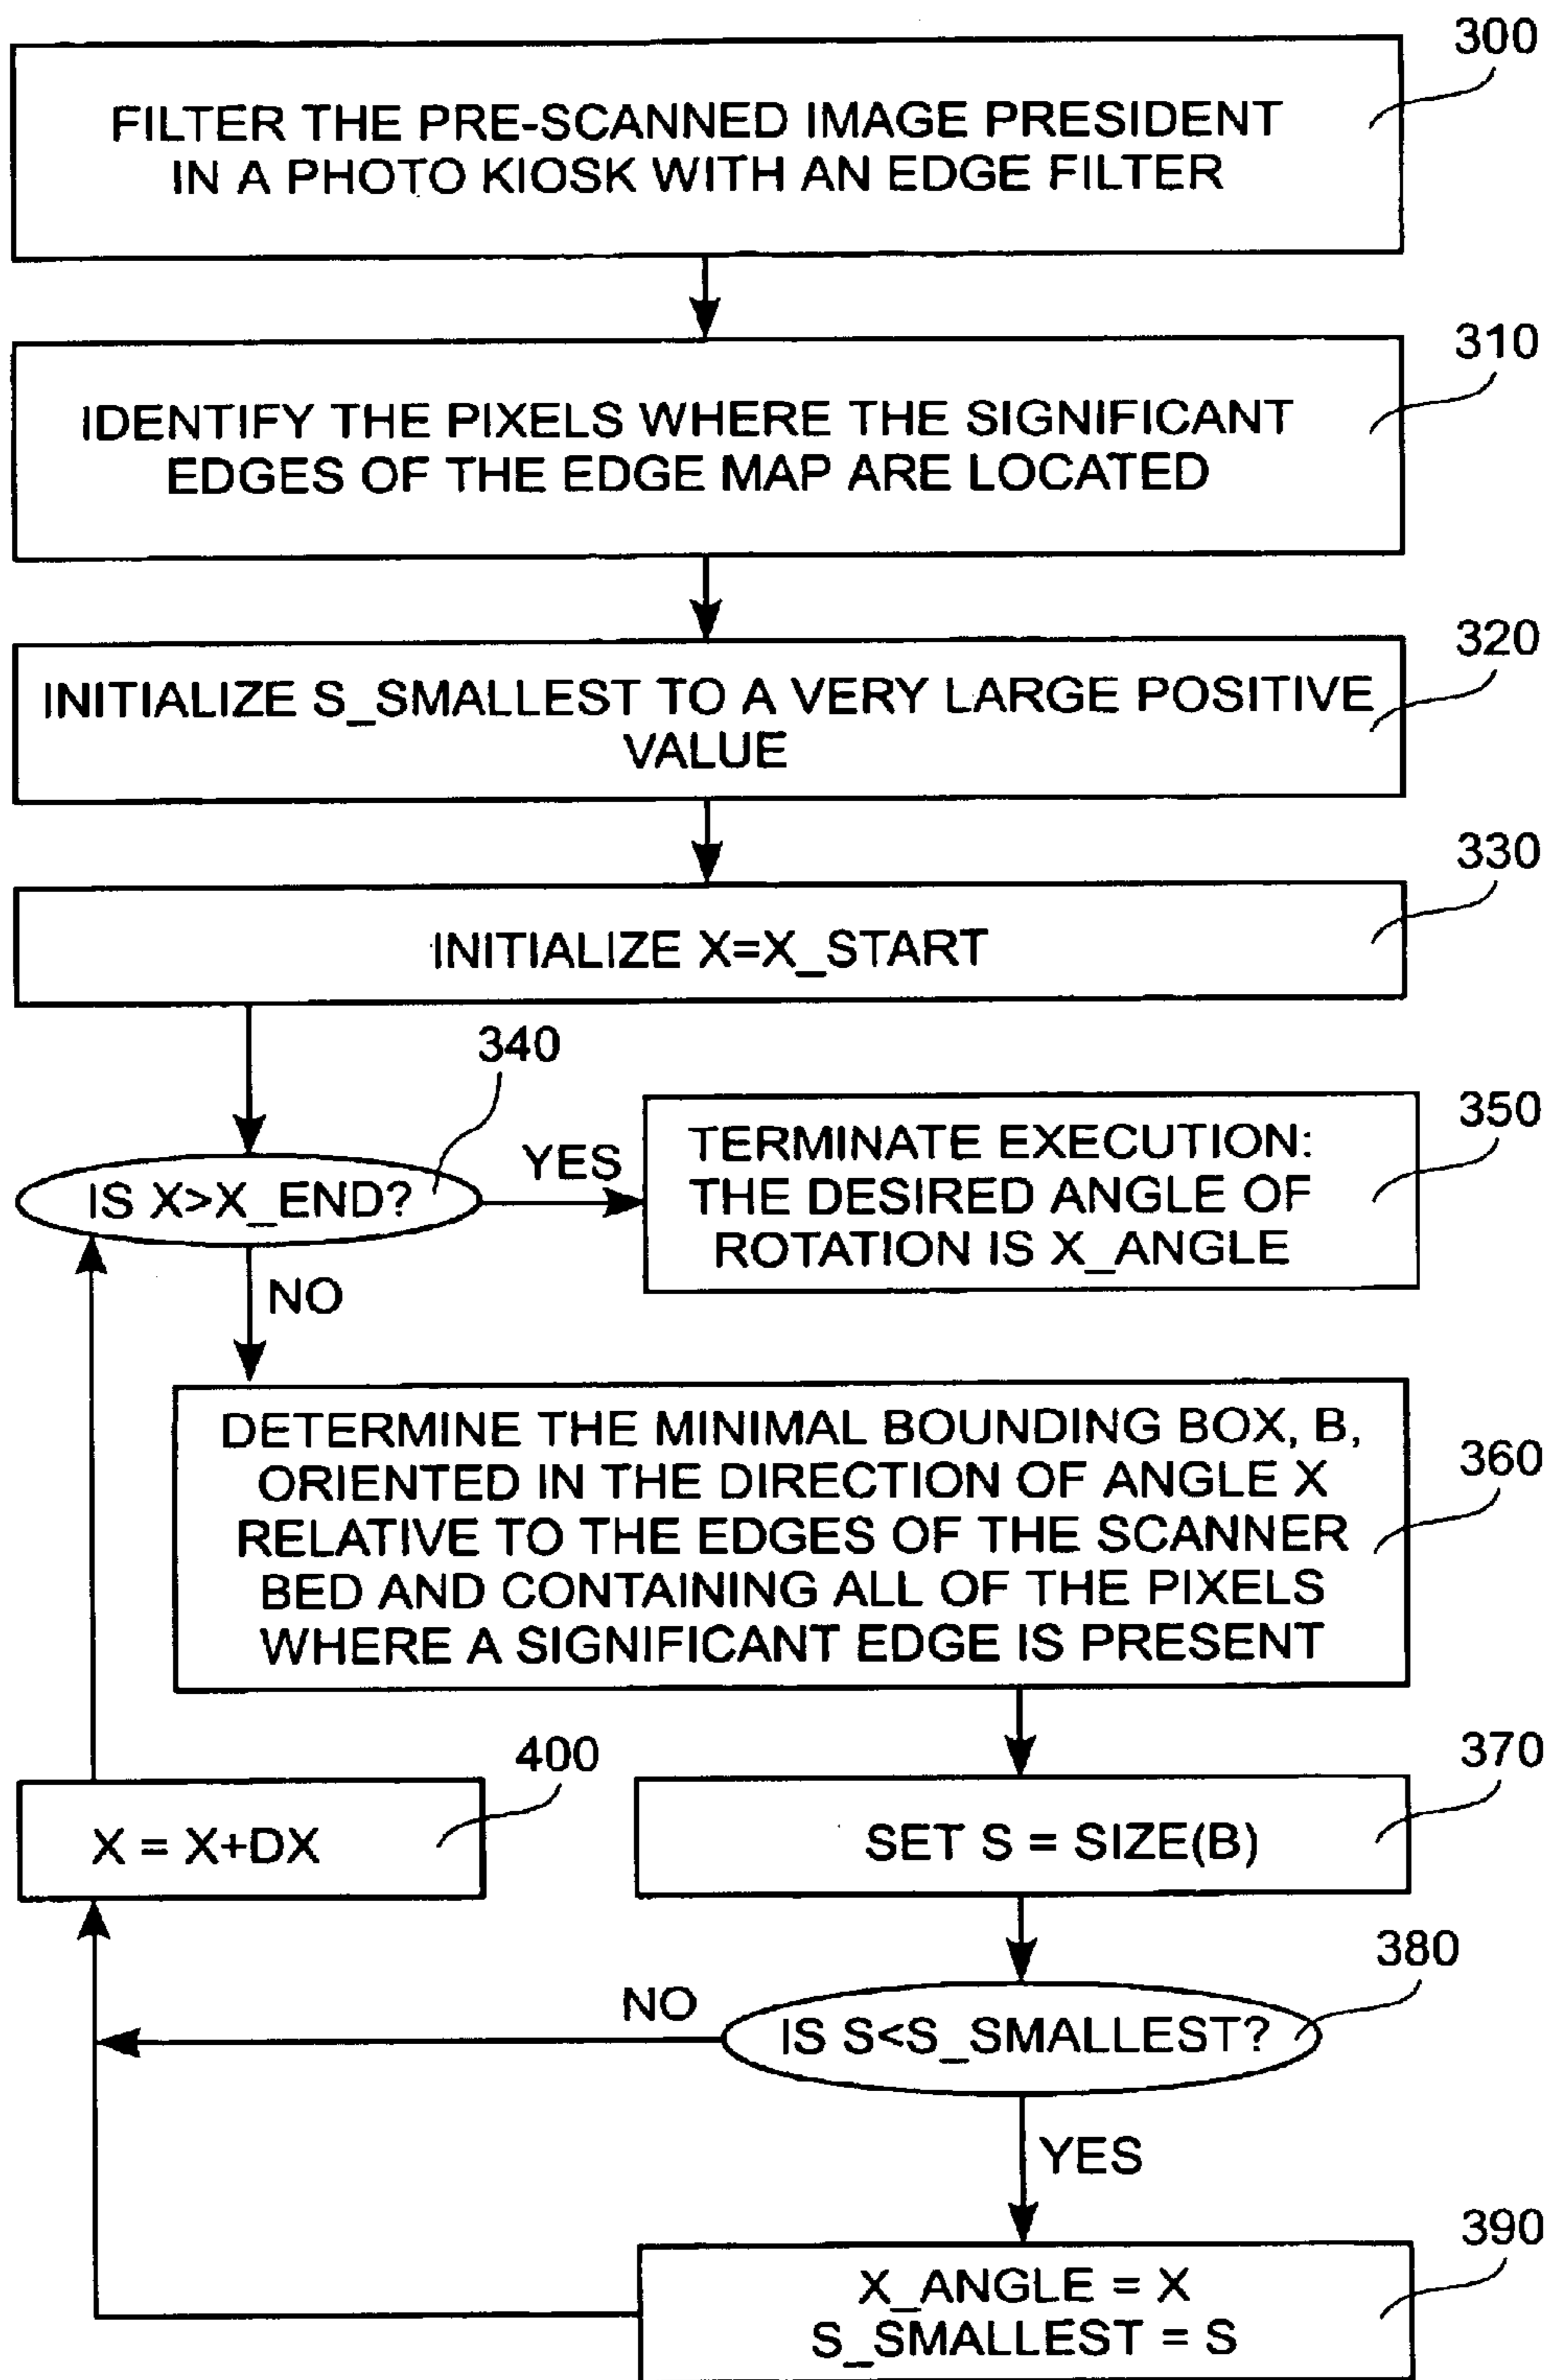 300
FILTER THE PRE-SCANNED IMAGE PRESIDENT
IN A PHOTO KIOSK WITH AN EDGE FILTER
310
IDENTIFY THE PIXELS WHERE THE SIGNIFICANT
EDGES OF THE EDGE MAP ARE LOCATED
320
INITIALIZE S_SMALLEST TO A VERY LARGE POSITIVE
VALUE
330
INITIALIZE X=X_START
340
IS X>X_END?
YES
350
TERMINATE EXECUTION:
THE DESIRED ANGLE OF
ROTATION IS X_ANGLE
NO
360
DETERMINE THE MINIMAL BOUNDING BOX, B,
ORIENTED IN THE DIRECTION OF ANGLE X
RELATIVE TO THE EDGES OF THE SCANNER
BED AND CONTAINING ALL OF THE PIXELS
WHERE A SIGNIFICANT EDGE IS PRESENT
400
X = X+DX
370
SET S = SIZE(B)
380
NO
IS S<S_SMALLEST?
YES
390
X_ANGLE = X
S_SMALLEST = S